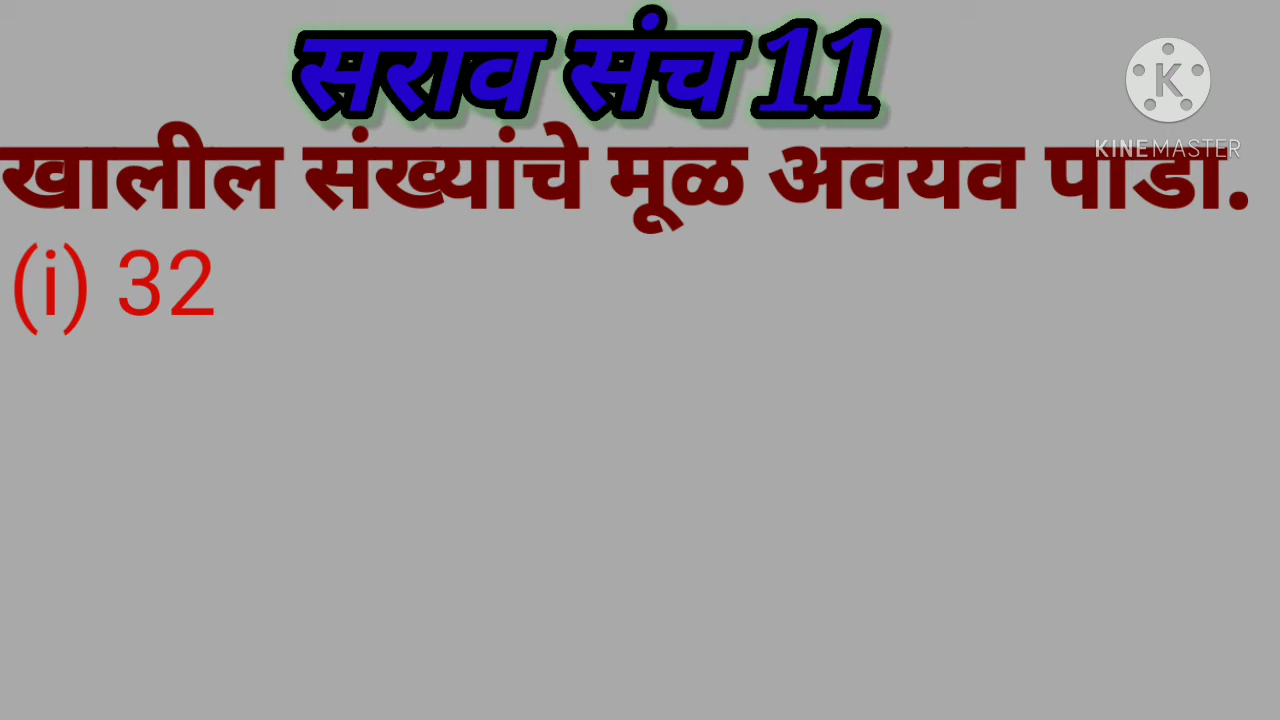 सराव संच 11
KINEMASTER
खालील संख्यांचे मूळ अवयव पाडा.
(i) 32